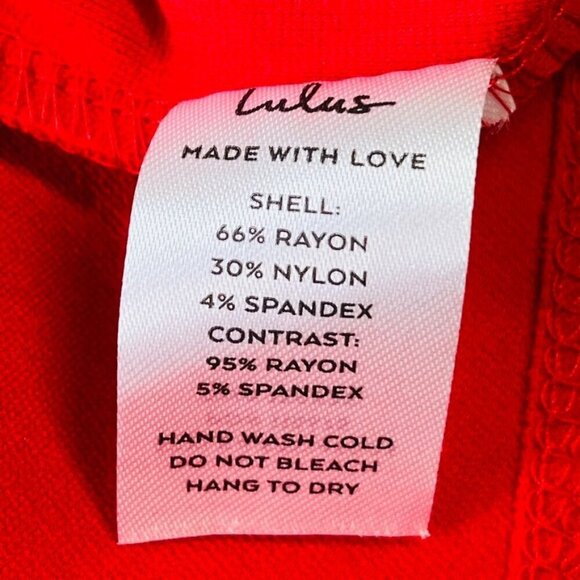 Lulus
MADE WITH LOVE
SHELL:
66% RAYON
30% NYLON
4% SPANDEX
CONTRAST:
95% RAYON
5% SPANDEX
HAND WASH COLD
DO NOT BLEACH
HANG TO DRY